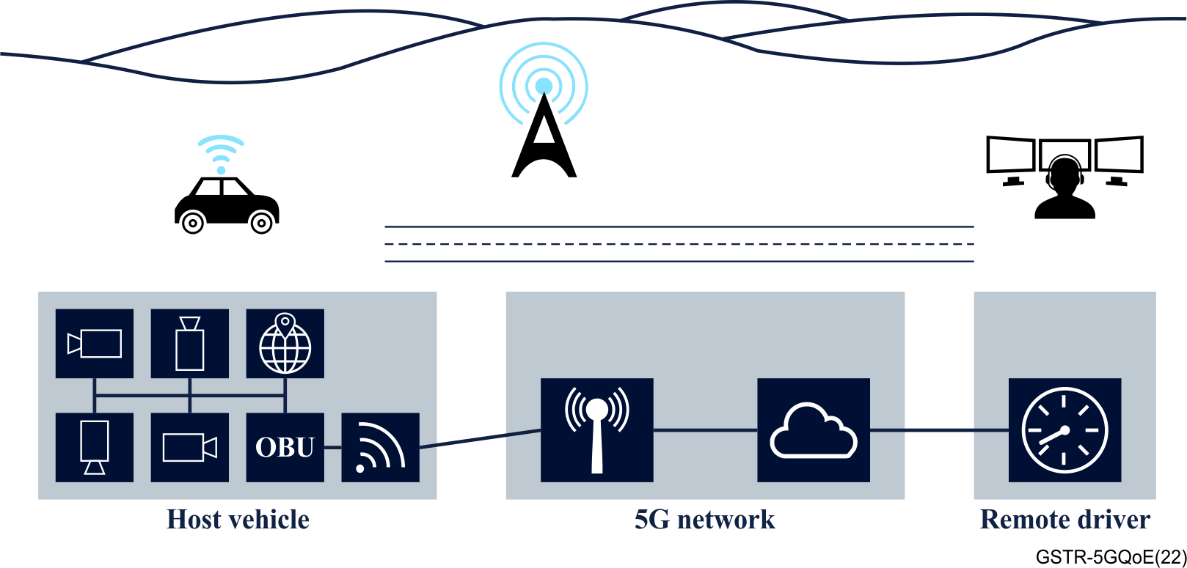 OBU
Host vehicle
5G network
Remote driver
GSTR-5GQoE(22)